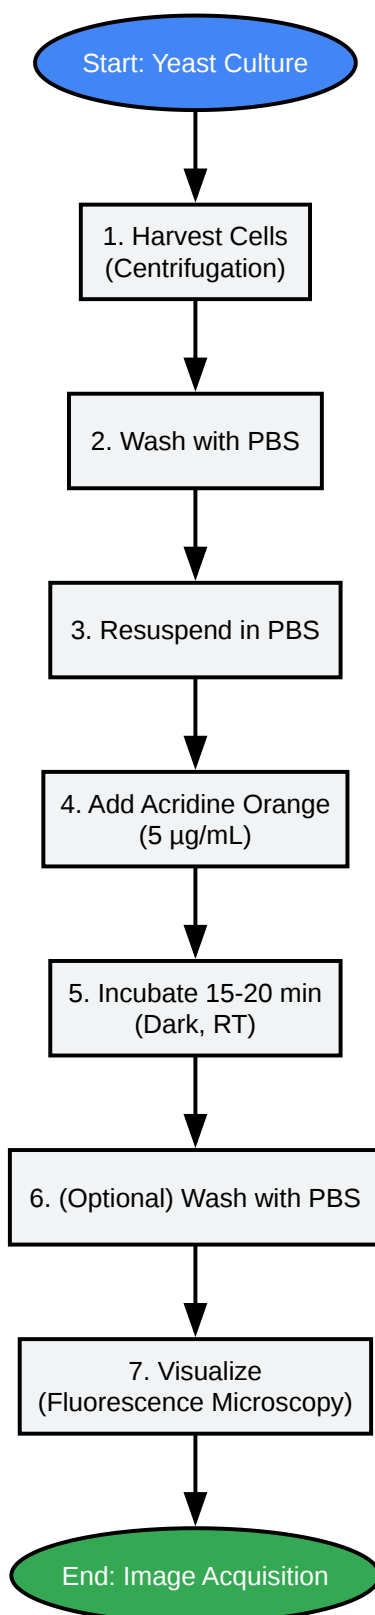 Start: Yeast Culture
1. Harvest Cells
(Centrifugation)
2. Wash with PBS
3. Resuspend in PBS
4. Add Acridine Orange
(5 µg/mL)
5. Incubate 15-20 min
(Dark, RT)
6. (Optional) Wash with PBS
7. Visualize
(Fluorescence Microscopy)
End: Image Acquisition